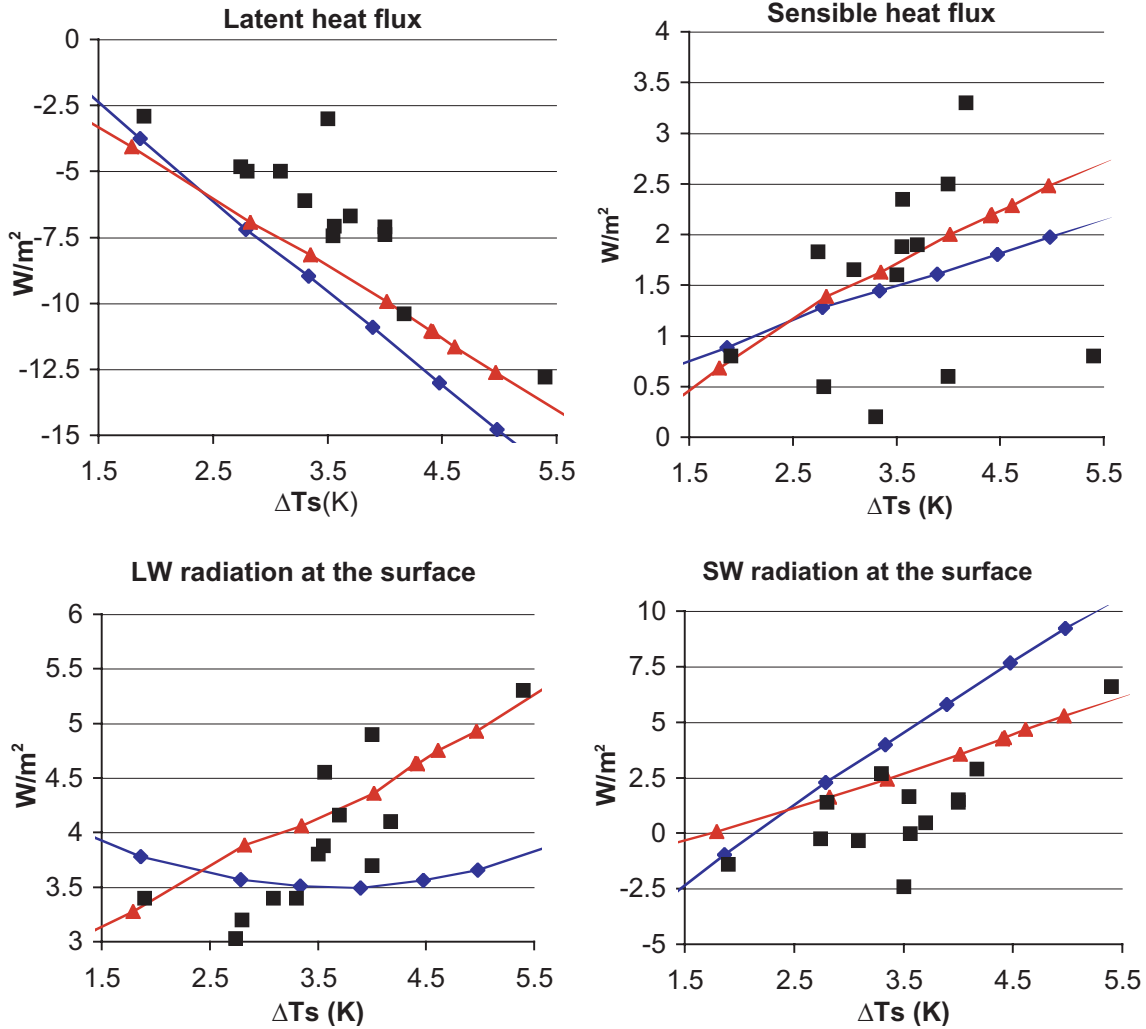 Latent heat flux
0
-2.5
-5
-7.5
-10
-12.5
-15
W/m²
1.5 2.5 3.5 4.5 5.5
ΔTs(K)
Sensible heat flux
4
3.5
3
2.5
2
1.5
1
0.5
0
W/m²
1.5 2.5 3.5 4.5 5.5
ΔTs (K)
LW radiation at the surface
6
5.5
5
4.5
4
3.5
3
W/m²
1.5 2.5 3.5 4.5 5.5
ΔTs (K)
SW radiation at the surface
10
7.5
5
2.5
0
-2.5
-5
W/m²
1.5 2.5 3.5 4.5 5.5
ΔTs (K)